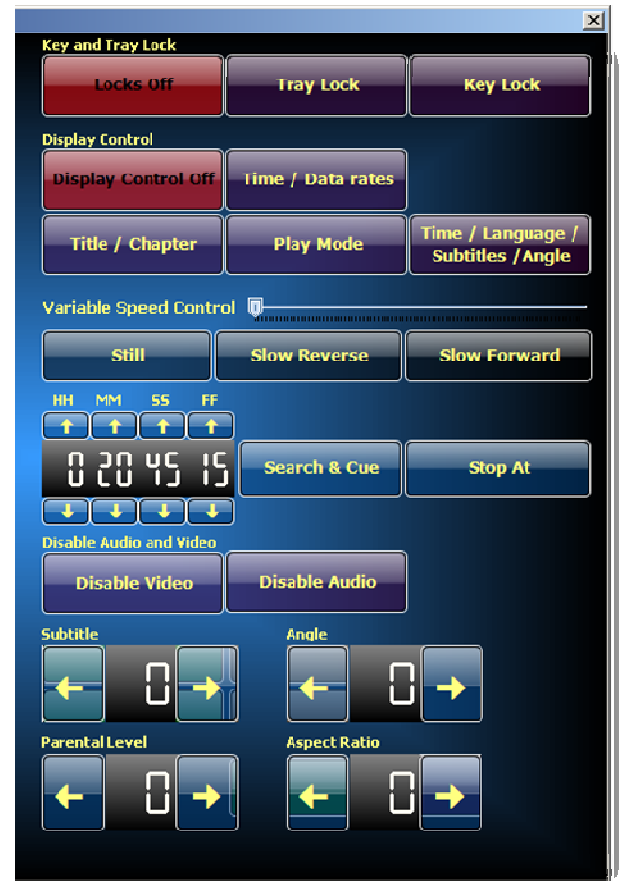 Key and Tray Lock
Locks Off Tray Lock Key Lock
Display Control
Display Control Off Time / Data rates
Title / Chapter Play Mode Time / Language /
Subtitles /Angle
Variable Speed Control
Still Slow Reverse Slow Forward
HH MM SS FF
0 20 45 15
Search & Cue Stop At
Disable Audio and Video
Disable Video Disable Audio
Subtitle Angle
0 0
Parental Level Aspect Ratio
0 0